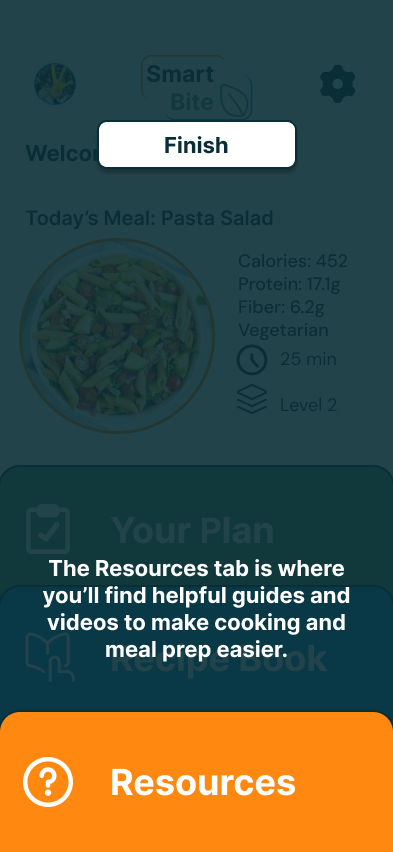 Smart
Bite
Finish
Welco
Today's Meal: Pasta Salad
Calories: 452
Protein: 17.1g
Fiber: 6.2g
Vegetarian
25 min
Level 2
Your Plan
The Resources tab is where
you'll find helpful guides and
videos to make cooking and
meal prep easier.
Recipe Book
Resources